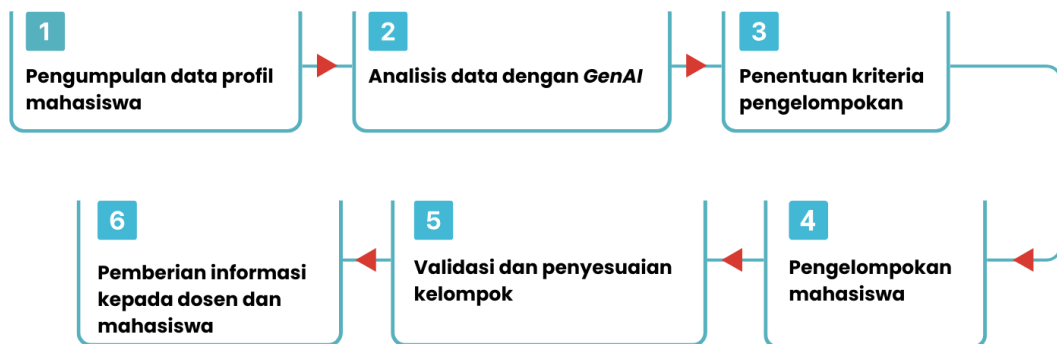 1
Pengumpulan data profil
mahasiswa
2
Analisis data dengan GenAI
3
Penentuan kriteria
pengelompokan
4
Pengelompokan
mahasiswa
5
Validasi dan penyesuaian
kelompok
6
Pemberian informasi
kepada dosen dan
mahasiswa